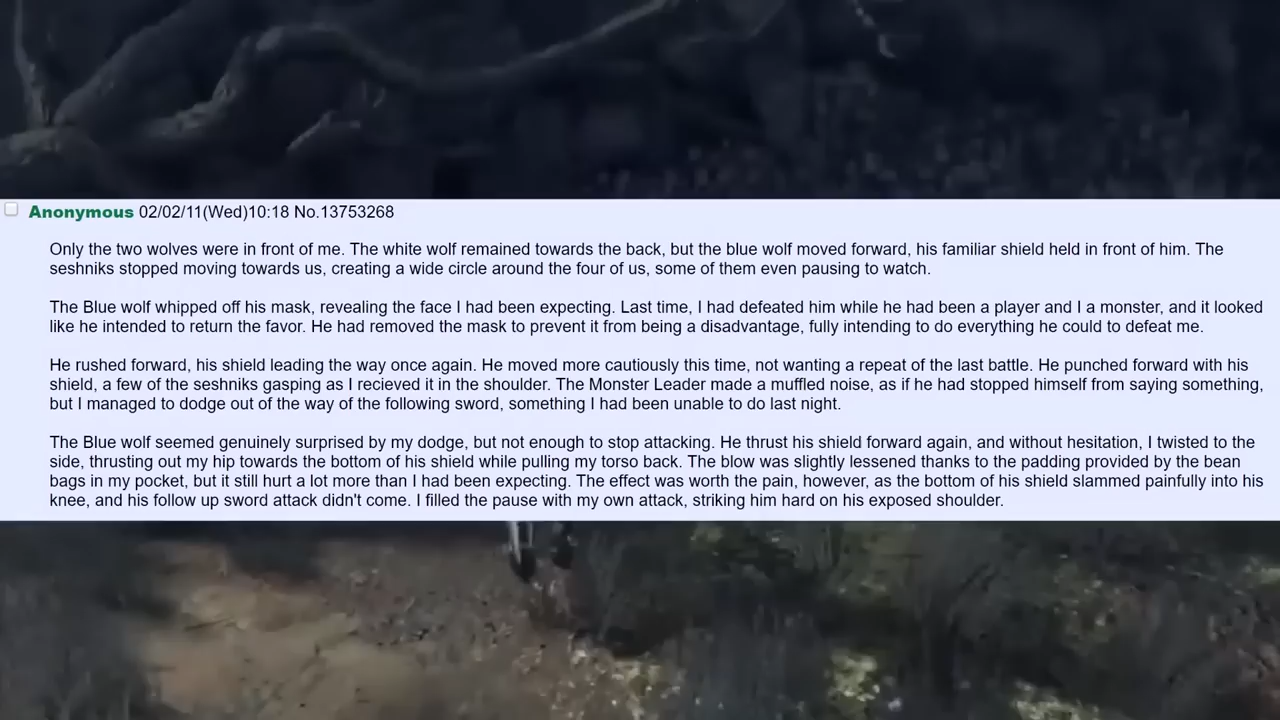 Anonymous 02/02/11(Wed)10:18 No.13753268
Only the two wolves were in front of me. The white wolf remained towards the back, but the blue wolf moved forward, his familiar shield held in front of him. The
seshniks stopped moving towards us, creating a wide circle around the four of us, some of them even pausing to watch.
The Blue wolf whipped off his mask, revealing the face I had been expecting. Last time, I had defeated him while he had been a player and I a monster, and it looked
like he intended to return the favor. He had removed the mask to prevent it from being a disadvantage, fully intending to do everything he could to defeat me.
He rushed forward, his shield leading the way once again. He moved more cautiously this time, not wanting a repeat of the last battle. He punched forward with his
shield, a few of the seshniks gasping as I recieved it in the shoulder. The Monster Leader made a muffled noise, as if he had stopped himself from saying something,
but I managed to dodge out of the way of the following sword, something I had been unable to do last night.
The Blue wolf seemed genuinely surprised by my dodge, but not enough to stop attacking. He thrust his shield forward again, and without hesitation, I twisted to the
side, thrusting out my hip towards the bottom of his shield while pulling my torso back. The blow was slightly lessened thanks to the padding provided by the bean
bags in my pocket, but it still hurt a lot more than I had been expecting. The effect was worth the pain, however, as the bottom of his shield slammed painfully into his
knee, and his follow up sword attack didn't come. I filled the pause with my own attack, striking him hard on his exposed shoulder.